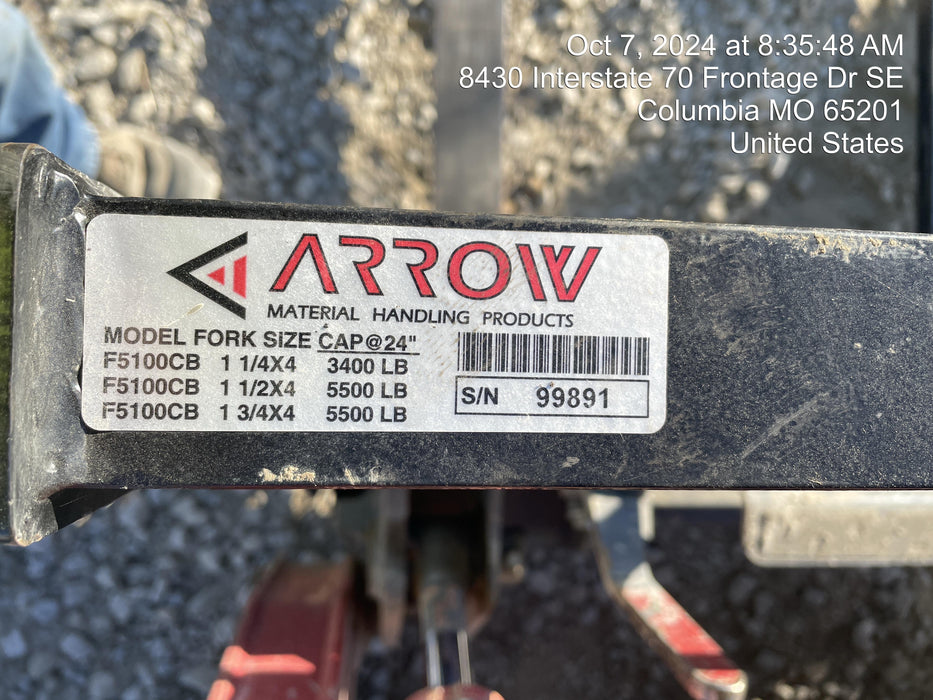 Oct 7, 2024 at 8:35:48 AM
8430 Interstate 70 Frontage Dr SE
Columbia MO 65201
United States
ARROW
MATERIAL HANDLING PRODUCTS
MODEL FORK SIZE CAP@24"
F5100CB 1 1/4X4 3400 LB
F5100CB 1 1/2X4 5500 LB
F5100CB 1 3/4X4 5500 LB
S/N 99891